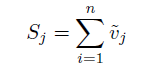 $S_j = \sum_{i=1}^{n} \tilde{v}_j$